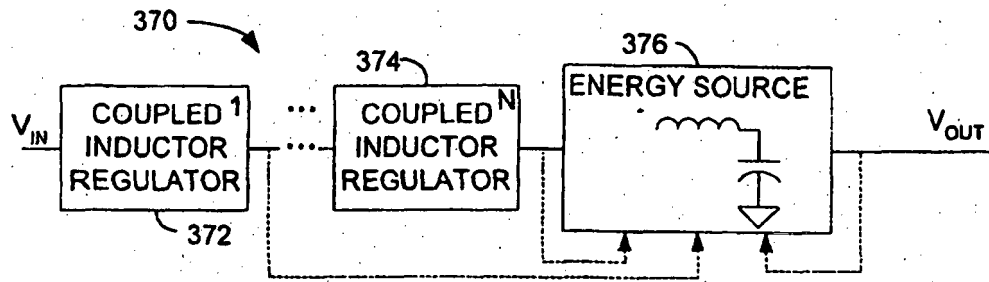 370
374
376
V_IN
COUPLED 1
INDUCTOR
REGULATOR
...
...
COUPLED N
INDUCTOR
REGULATOR
ENERGY SOURCE
V_OUT
372